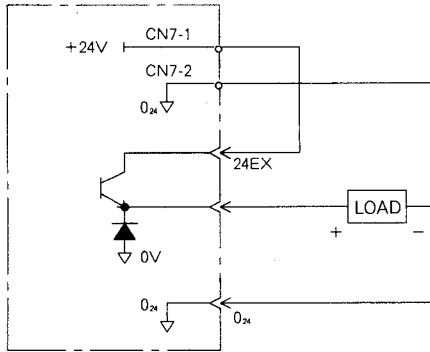 CN7-1
+24V
CN7-2
0₂₄
24EX
LOAD
+ −
0V
0₂₄
0₂₄